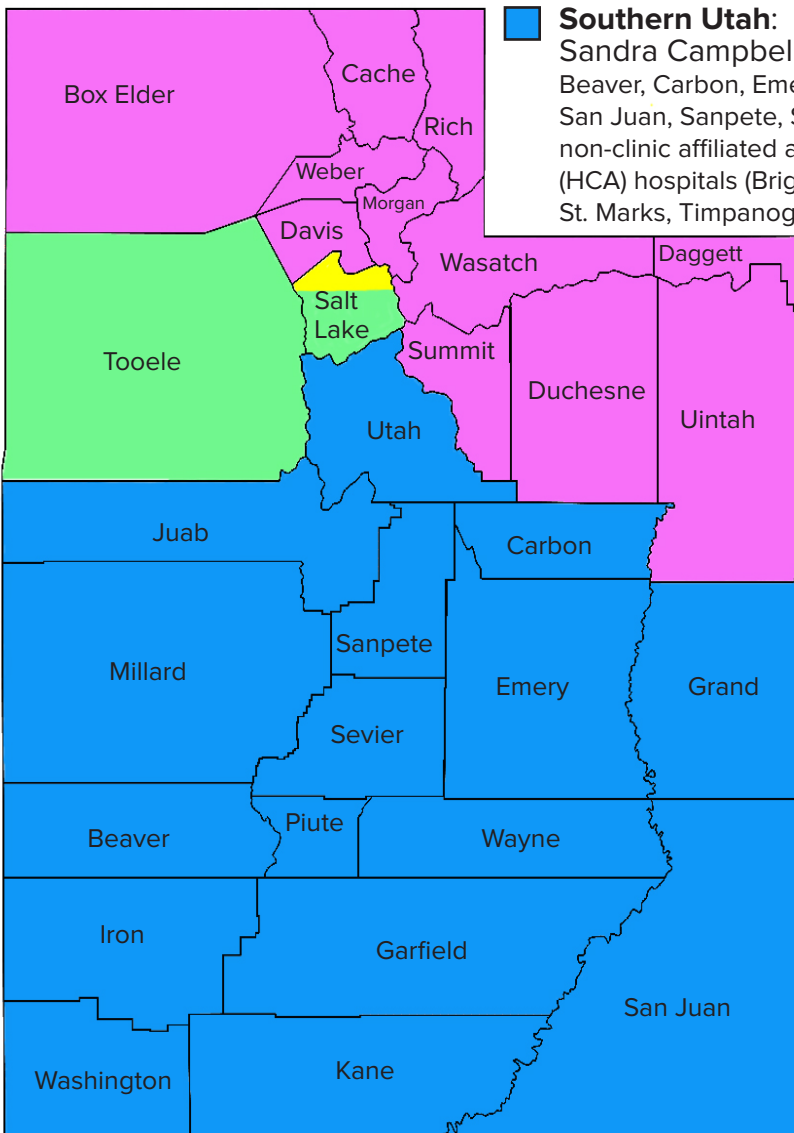 Southern Utah:
Sandra Campbel
Beaver, Carbon, Eme
San Juan, Sanpete, S
non-clinic affiliated a
(HCA) hospitals (Brig
St. Marks, Timpanog
Cache
Box Elder
Rich
Weber
Morgan
Davis
Wasatch
Daggett
Salt
Lake
Summit
Tooele
Duchesne
Uintah
Utah
Juab
Carbon
Sanpete
Millard
Emery
Grand
Sevier
Piute
Beaver
Wayne
Iron
Garfield
San Juan
Washington
Kane